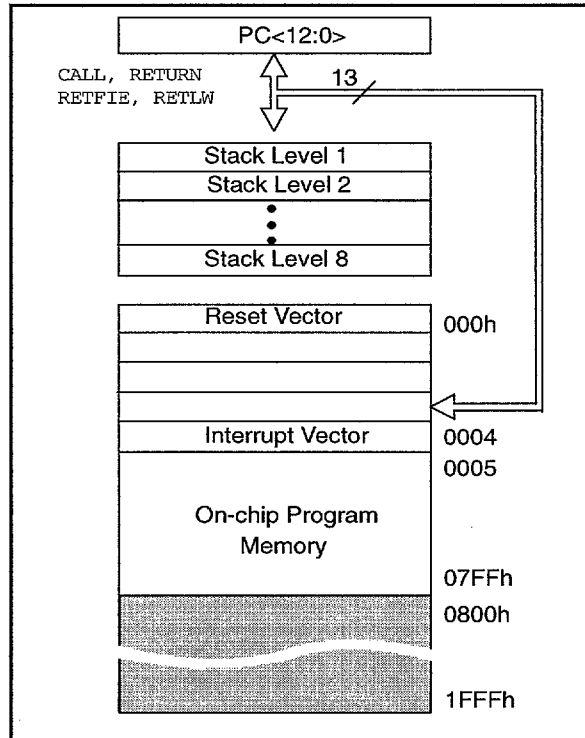 PC<12:0>
CALL, RETURN
RETFIE, RETLW
13
Stack Level 1
Stack Level 2
Stack Level 8
Reset Vector
000h
Interrupt Vector
0004
0005
On-chip Program
Memory
07FFh
0800h
1FFFh